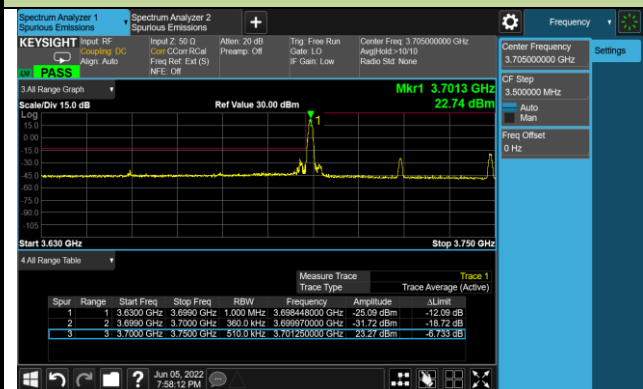 Spectrum Analyzer 1
Spurious Emissions
Spectrum Analyzer 2
Spurious Emissions
+
Frequency
KEYSIGHT
Input: RF
Coupling: DC
Align: Auto
Input Z: 50 Ω
Corr CCorr RCal
Freq Ref: Ext (S)
NFE: Off
Atten: 20 dB
Preamp: Off
Trig: Free Run
Gate: LO
IF Gain: Low
Center Freq: 3.705000000 GHz
Avg|Hold:>10/10
Radio Std: None
PASS
Center Frequency
3.705000000 GHz
Settings
CF Step
3.500000 MHz
Auto
Man
Freq Offset
0 Hz
3 All Range Graph
Mkr1 3.7013 GHz
Scale/Div 15.0 dB
Ref Value 30.00 dBm
22.74 dBm
Log
15.0
0.00
-15.0
-30.0
-45.0
-60.0
-75.0
-90.0
-105
1
Start 3.630 GHz
Stop 3.750 GHz
4 All Range Table
Measure Trace Trace 1
Trace Type Trace Average (Active)
Spur Range Start Freq Stop Freq RBW Frequency Amplitude ΔLimit
1 1 3.6300 GHz 3.6990 GHz 1.000 MHz 3.698448000 GHz -25.09 dBm -12.09 dB
2 2 3.6990 GHz 3.7000 GHz 360.0 kHz 3.699970000 GHz -31.72 dBm -18.72 dB
3 3 3.7000 GHz 3.7500 GHz 510.0 kHz 3.701250000 GHz 23.27 dBm -6.733 dB
?
Jun 05, 2022
7:58:12 PM